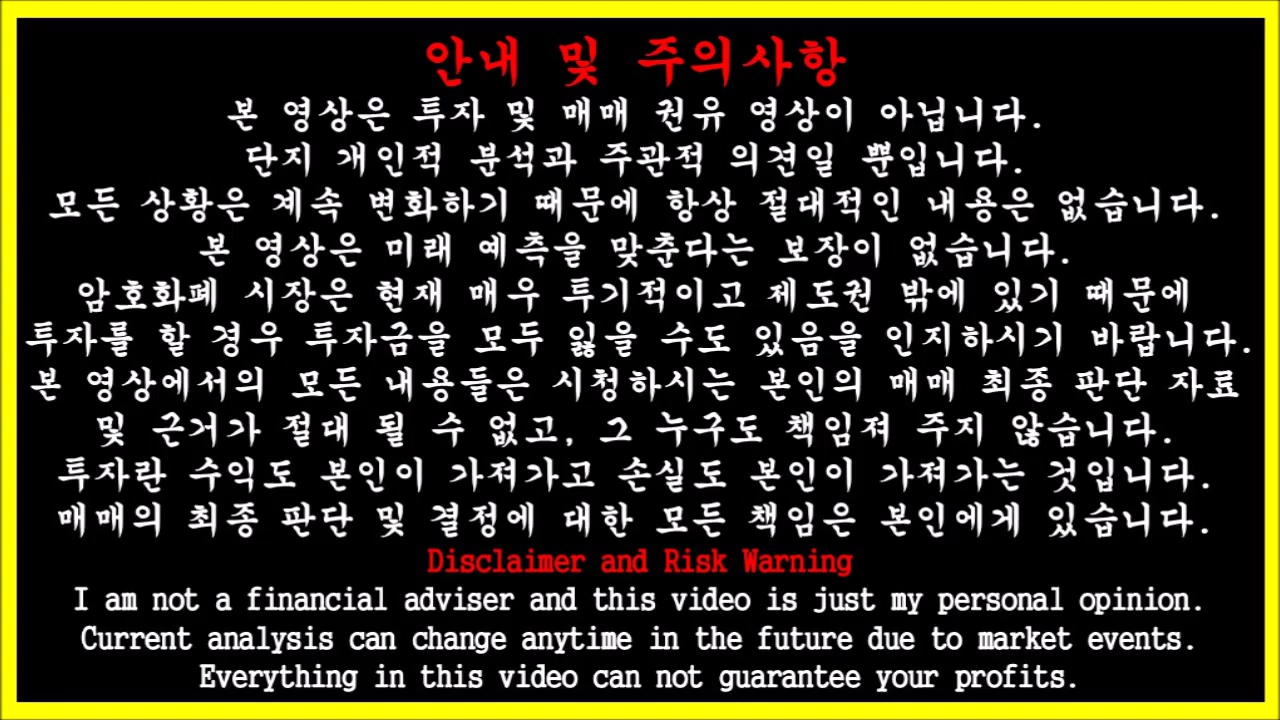 안내 및 주의사항
본 영상은 투자 및 매매 권유 영상이 아닙니다.
단지 개인적 분석과 주관적 의견일 뿐입니다.
모든 상황은 계속 변화하기 때문에 항상 절대적인 내용은 없습니다.
본 영상은 미래 예측을 맞춘다는 보장이 없습니다.
암호화폐 시장은 현재 매우 투기적이고 제도권 밖에 있기 때문에
투자를 할 경우 투자금을 모두 잃을 수도 있음을 인지하시기 바랍니다.
본 영상에서의 모든 내용들은 시청하시는 본인의 매매 최종 판단 자료
및 근거가 절대 될 수 없고, 그 누구도 책임져 주지 않습니다.
투자란 수익도 본인이 가져가고 손실도 본인이 가져가는 것입니다.
매매의 최종 판단 및 결정에 대한 모든 책임은 본인에게 있습니다.
Disclaimer and Risk Warning
I am not a financial adviser and this video is just my personal opinion.
Current analysis can change anytime in the future due to market events.
Everything in this video can not guarantee your profits.